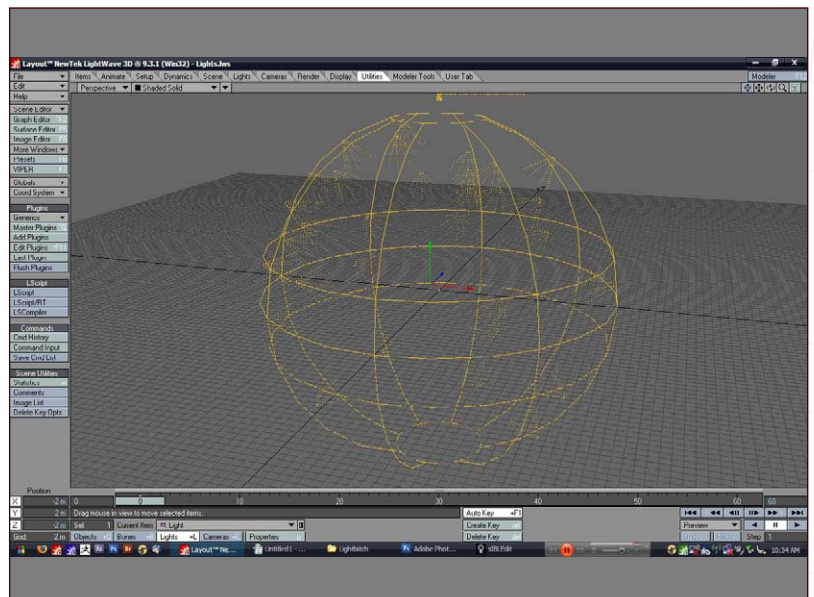 Layout™ NewTek LightWave 3D ® 9.3.1 (Win32) - Lights.lws
File
Items Animate Setup Dynamics Scene Lights Cameras Render Display Utilities Modeler Tools User Tab
Modeler
Edit
Perspective
Shaded Solid
Help
Scene Editor
Graph Editor
Surface Editor
Image Editor
More Windows
Presets
VIPER
Globals
Coord System
Plugins
Generics
Master Plugins
Add Plugins
Edit Plugins
Last Plugin
Flush Plugins
LScript
LScript
LScript/RT
LSCompiler
Commands
Cmd History
Command Input
Save Cmd List
Scene Utilities
Statistics
Comments
Image List
Delete Key Opts
Position
X -2 m 0 0 10 20 30 40 50 60 60
Y 2 m Drag mouse in view to move selected items.
Auto Key +F1
Z -2 m Sel: 1 Current Item Light
Create Key
Preview
Grid: 2 m Objects +O Bones +B Lights +L Cameras Properties
Delete Key
Step 1
Layout™ Ne...
Untitled1 - ...
Lightbitch
Adobe Phot...
sIBLEdit
10:34 AM